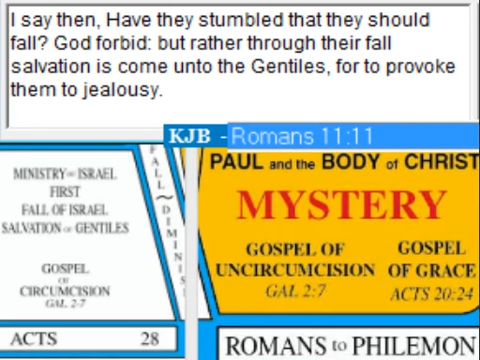 I say then, Have they stumbled that they should
fall? God forbid: but rather through their fall
salvation is come unto the Gentiles, for to provoke
them to jealousy.
KJB - Romans 11:11
MINISTRY TO ISRAEL
FIRST
FALL OF ISRAEL
SALVATION OF GENTILES
GOSPEL
OF
CIRCUMCISION
GAL 2-7
ACTS 28
FALL ~ DIMINIS
PAUL and the BODY of CHRIST
MYSTERY
GOSPEL OF
UNCIRCUMCISION
GAL 2:7
GOSPEL
OF GRACE
ACTS 20:24
ROMANS to PHILEMON